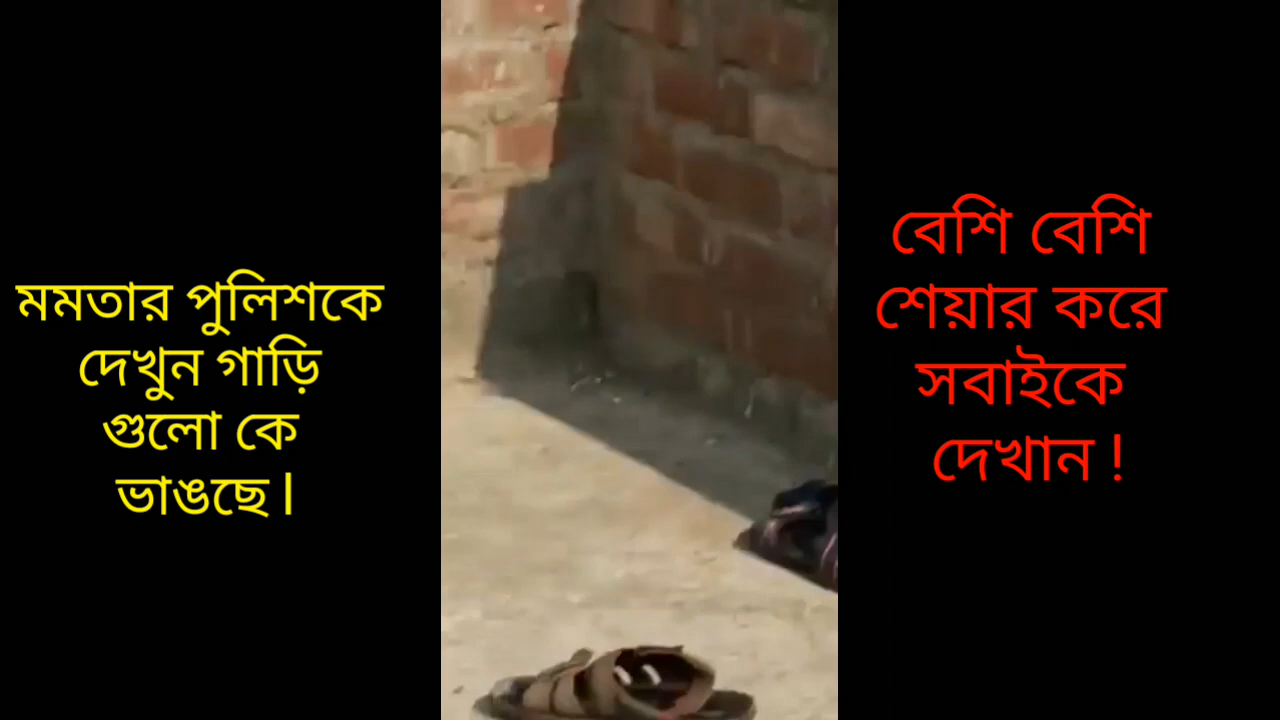 মমতার পুলিশকে
দেখুন গাড়ি
গুলো কে
ভাঙছে l
বেশি বেশি
শেয়ার করে
সবাইকে
দেখান !